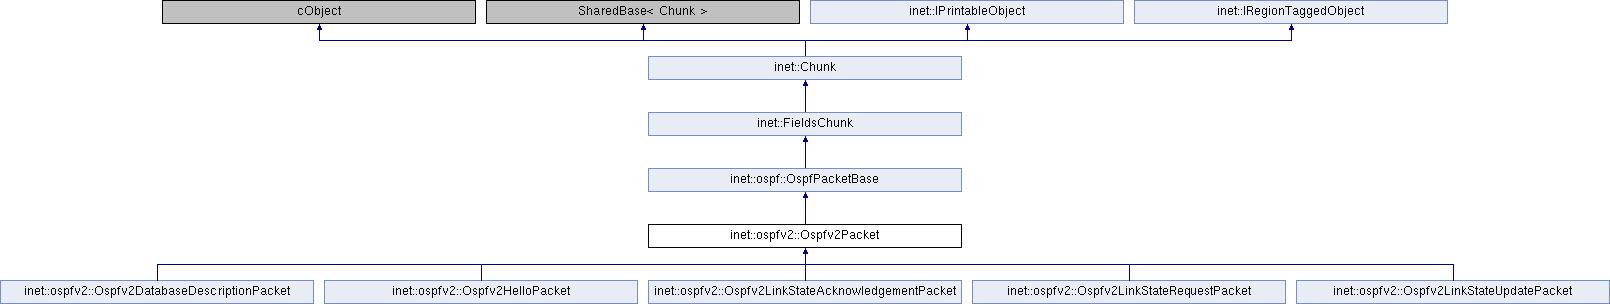 cObject
SharedBase< Chunk >
inet::IPrintableObject
inet::IRegionTaggedObject
inet::Chunk
inet::FieldsChunk
inet::ospf::OspfPacketBase
inet::ospfv2::Ospfv2Packet
inet::ospfv2::Ospfv2DatabaseDescriptionPacket
inet::ospfv2::Ospfv2HelloPacket
inet::ospfv2::Ospfv2LinkStateAcknowledgementPacket
inet::ospfv2::Ospfv2LinkStateRequestPacket
inet::ospfv2::Ospfv2LinkStateUpdatePacket